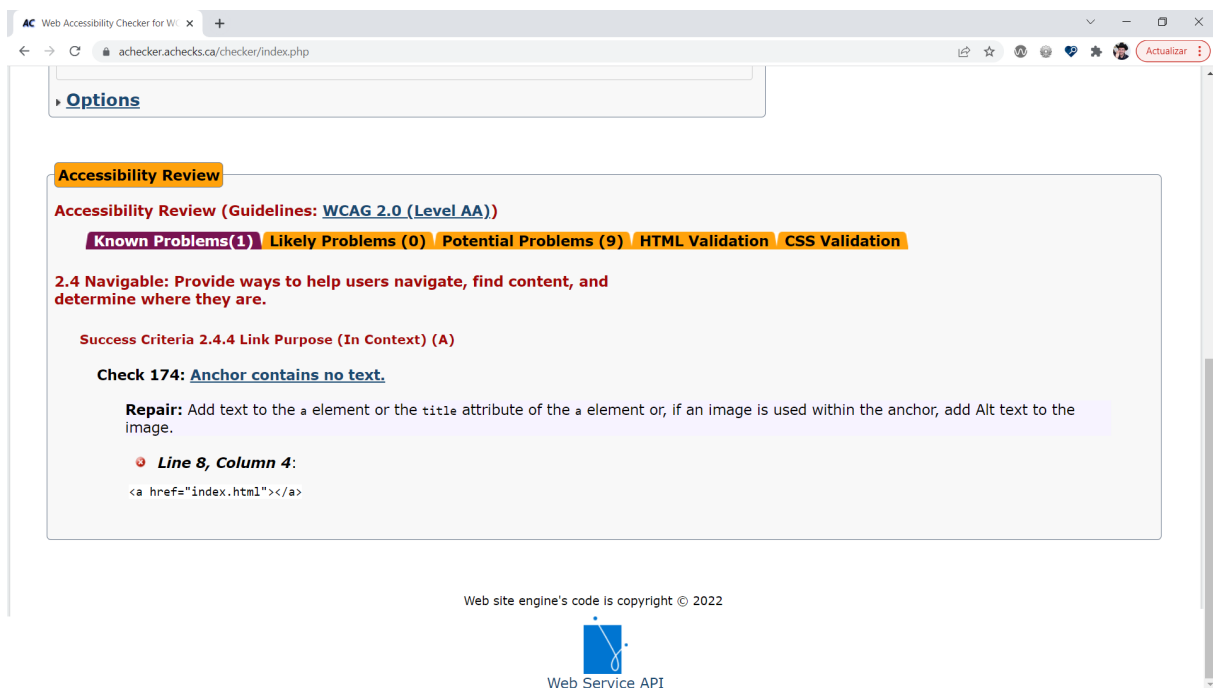 AC Web Accessibility Checker for WC
achecker.achecks.ca/checker/index.php
Actualizar
Options
Accessibility Review
Accessibility Review (Guidelines: WCAG 2.0 (Level AA))
Known Problems(1) Likely Problems (0) Potential Problems (9) HTML Validation CSS Validation
2.4 Navigable: Provide ways to help users navigate, find content, and
determine where they are.
Success Criteria 2.4.4 Link Purpose (In Context) (A)
Check 174: Anchor contains no text.
Repair: Add text to the a element or the title attribute of the a element or, if an image is used within the anchor, add Alt text to the
image.
Line 8, Column 4:
<a href="index.html"></a>
Web site engine's code is copyright © 2022
Web Service API